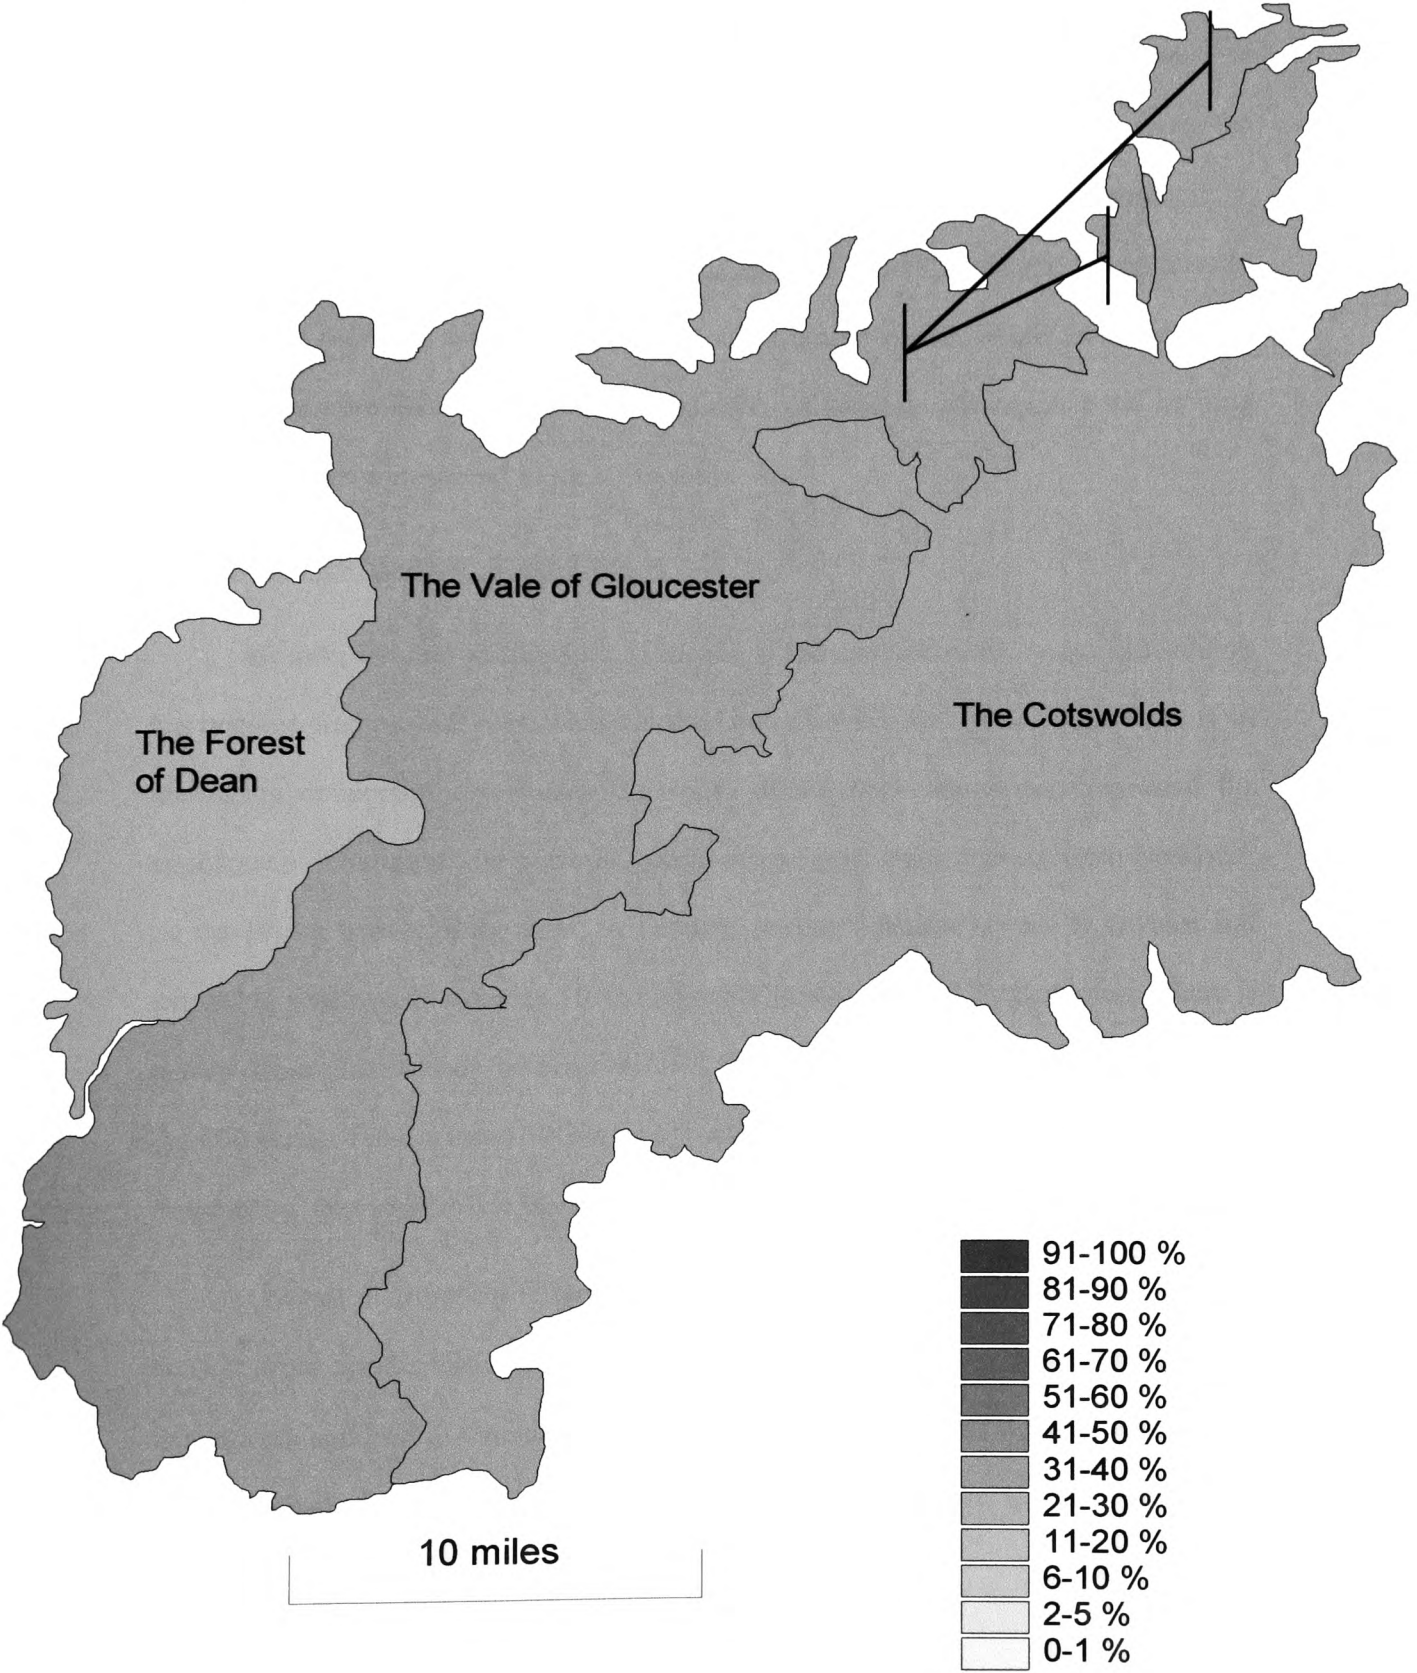 The Vale of Gloucester
The Cotswolds
The Forest
of Dean
10 miles
91-100 %
81-90 %
71-80 %
61-70 %
51-60 %
41-50 %
31-40 %
21-30 %
11-20 %
6-10 %
2-5 %
0-1 %